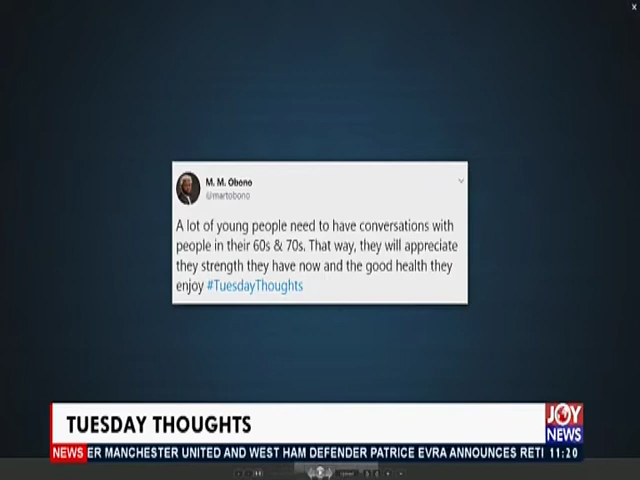 M. M. Obono
@martobono
A lot of young people need to have conversations with
people in their 60s & 70s. That way, they will appreciate
they strength they have now and the good health they
enjoy #TuesdayThoughts
TUESDAY THOUGHTS
JOY
NEWS
NEWS ER MANCHESTER UNITED AND WEST HAM DEFENDER PATRICE EVRA ANNOUNCES RETI 11:20